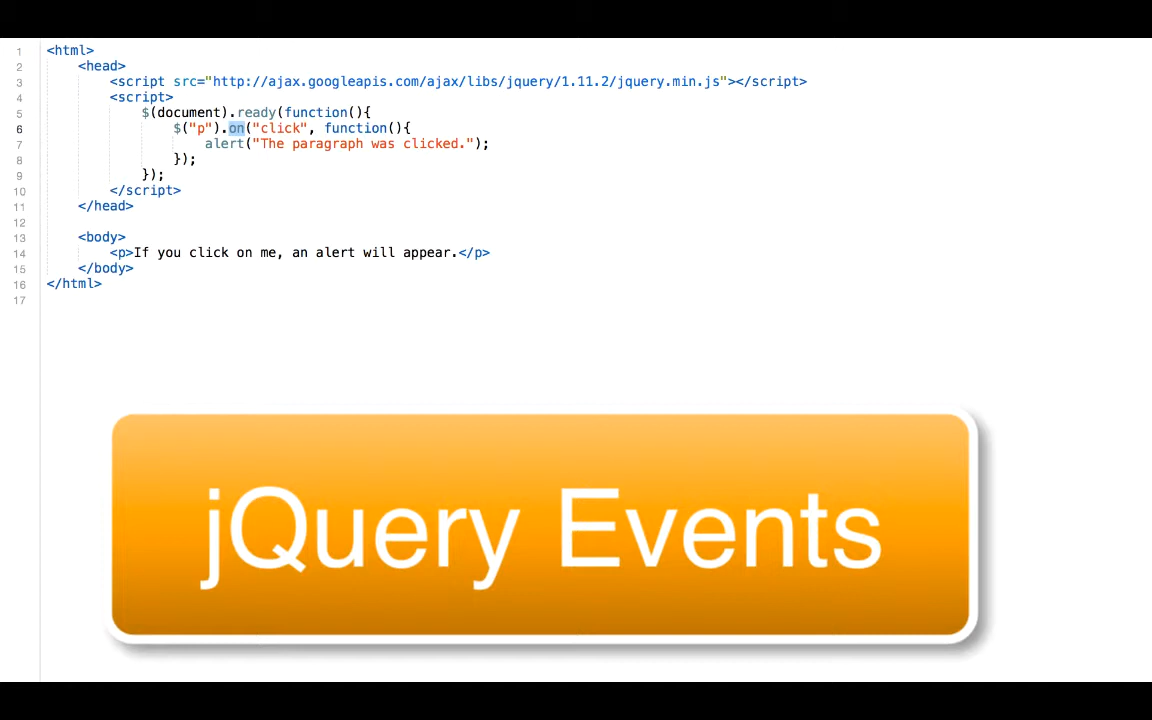 1 <html>
2 <head>
3 <script src="http://ajax.googleapis.com/ajax/libs/jquery/1.11.2/jquery.min.js"></script>
4 <script>
5 $(document).ready(function(){
6 $("p").on("click", function(){
7 alert("The paragraph was clicked.");
8 });
9 });
10 </script>
11 </head>
12
13 <body>
14 <p>If you click on me, an alert will appear.</p>
15 </body>
16 </html>
17
jQuery Events